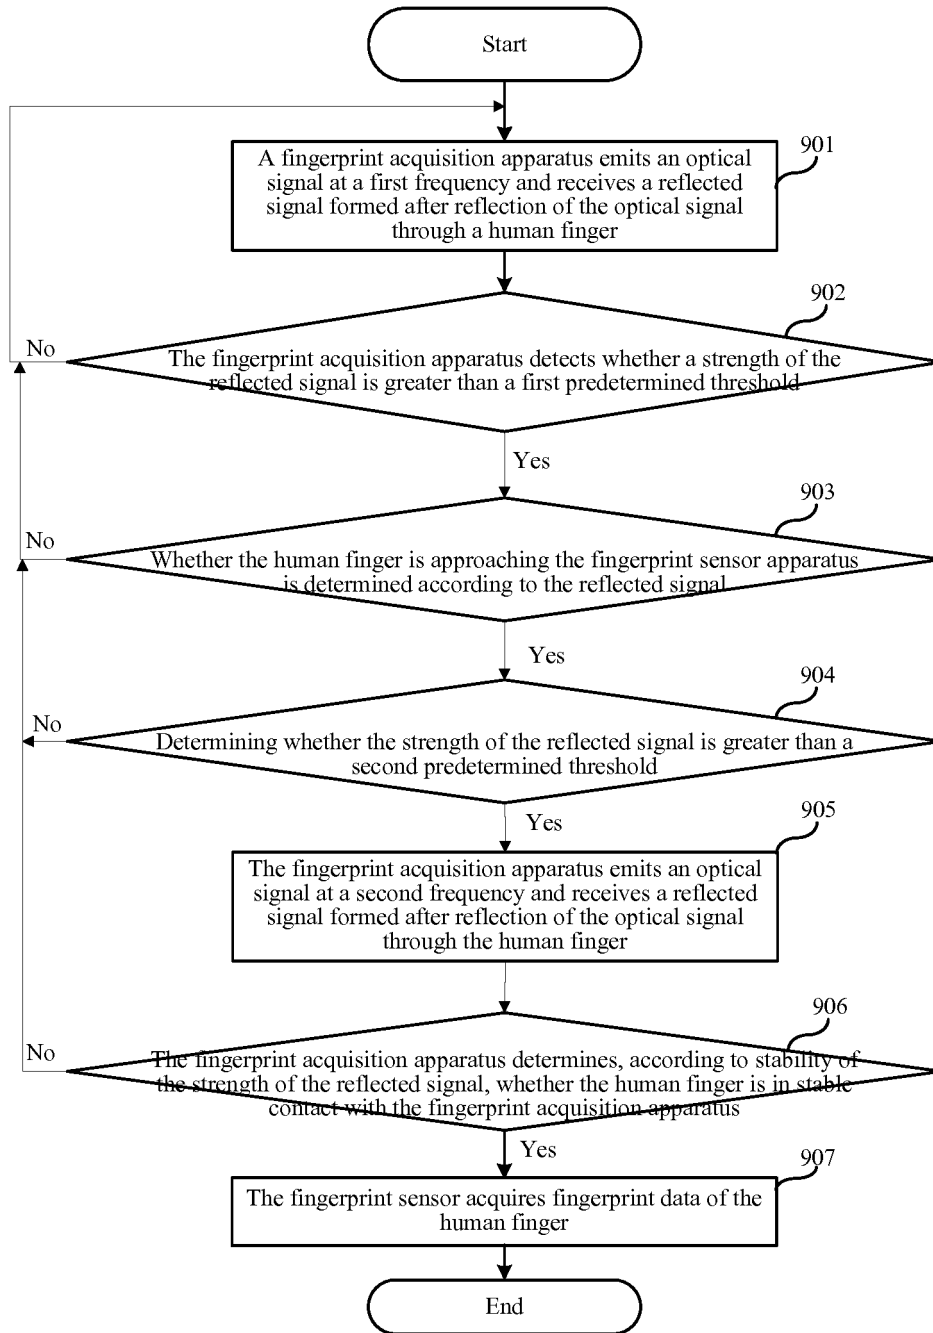 Start
901
A fingerprint acquisition apparatus emits an optical
signal at a first frequency and receives a reflected
signal formed after reflection of the optical signal
through a human finger
902
No
The fingerprint acquisition apparatus detects whether a strength of the
reflected signal is greater than a first predetermined threshold
Yes
903
No
Whether the human finger is approaching the fingerprint sensor apparatus
is determined according to the reflected signal
Yes
904
No
Determining whether the strength of the reflected signal is greater than a
second predetermined threshold
Yes
905
The fingerprint acquisition apparatus emits an optical
signal at a second frequency and receives a reflected
signal formed after reflection of the optical signal
through the human finger
906
No
The fingerprint acquisition apparatus determines, according to stability of
the strength of the reflected signal, whether the human finger is in stable
contact with the fingerprint acquisition apparatus
Yes
907
The fingerprint sensor acquires fingerprint data of the
human finger
End